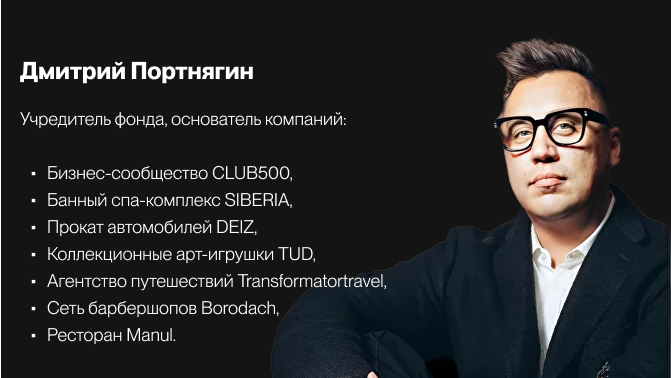 Дмитрий Портнягин
Учредитель фонда, основатель компаний:
▪ Бизнес-сообщество CLUB500,
▪ Банный спа-комплекс SIBERIA,
▪ Прокат автомобилей DEIZ,
▪ Коллекционные арт-игрушки TUD,
▪ Агентство путешествий Transformatortravel,
▪ Сеть барбершопов Borodach,
▪ Ресторан Manul.